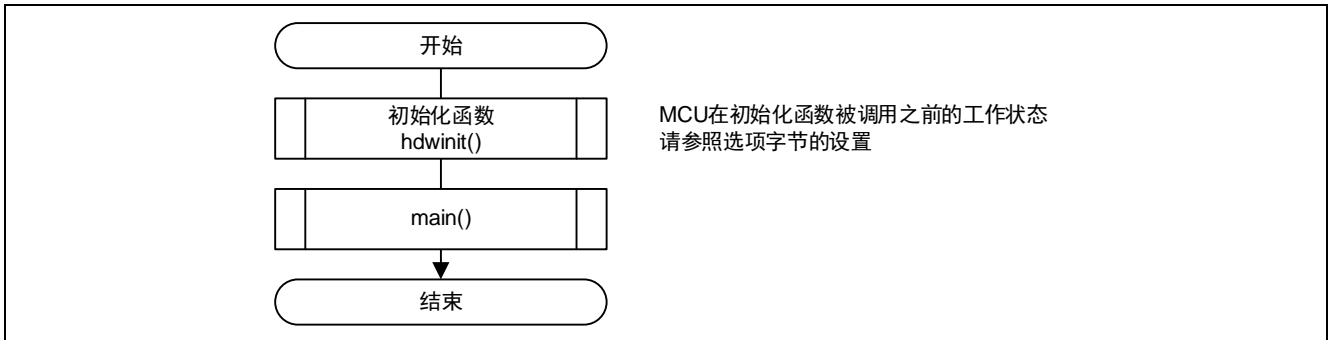 开始
初始化函数
hdwinit()
MCU在初始化函数被调用之前的工作状态
请参照选项字节的设置
main()
结束